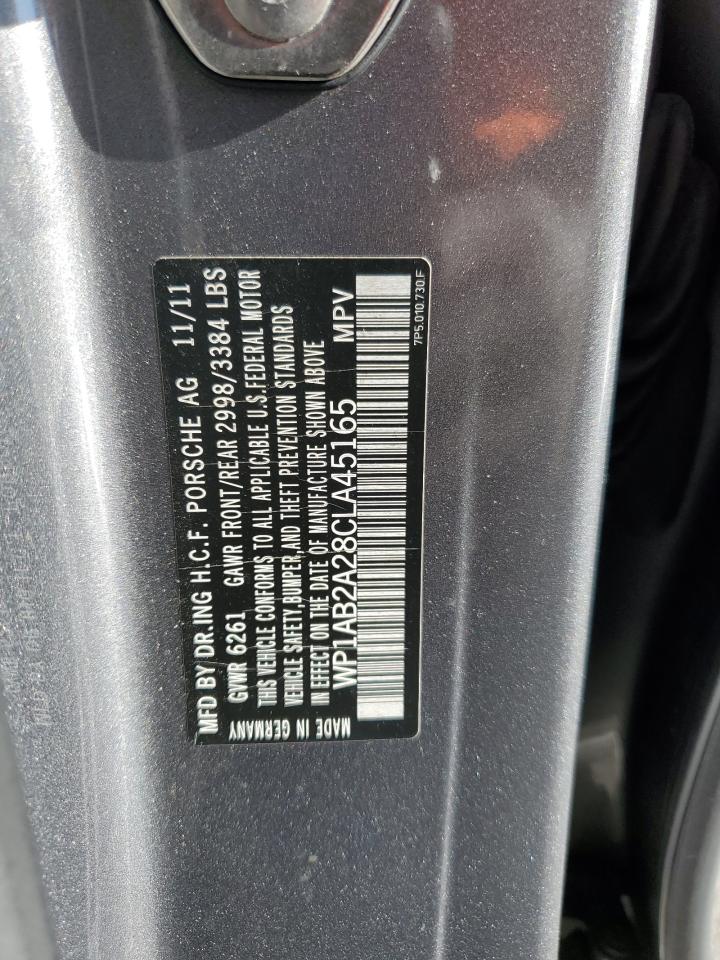 MFD BY DR.ING H.C.F. PORSCHE AG 11/11
GVWR 6261 GAWR FRONT/REAR 2998/3384 LBS
THIS VEHICLE CONFORMS TO ALL APPLICABLE U.S.FEDERAL MOTOR
VEHICLE SAFETY,BUMPER,AND THEFT PREVENTION STANDARDS
IN EFFECT ON THE DATE OF MANUFACTURE SHOWN ABOVE
WP1AB2A28CLA45165 MPV
MADE IN GERMANY
7P5.010.730.F